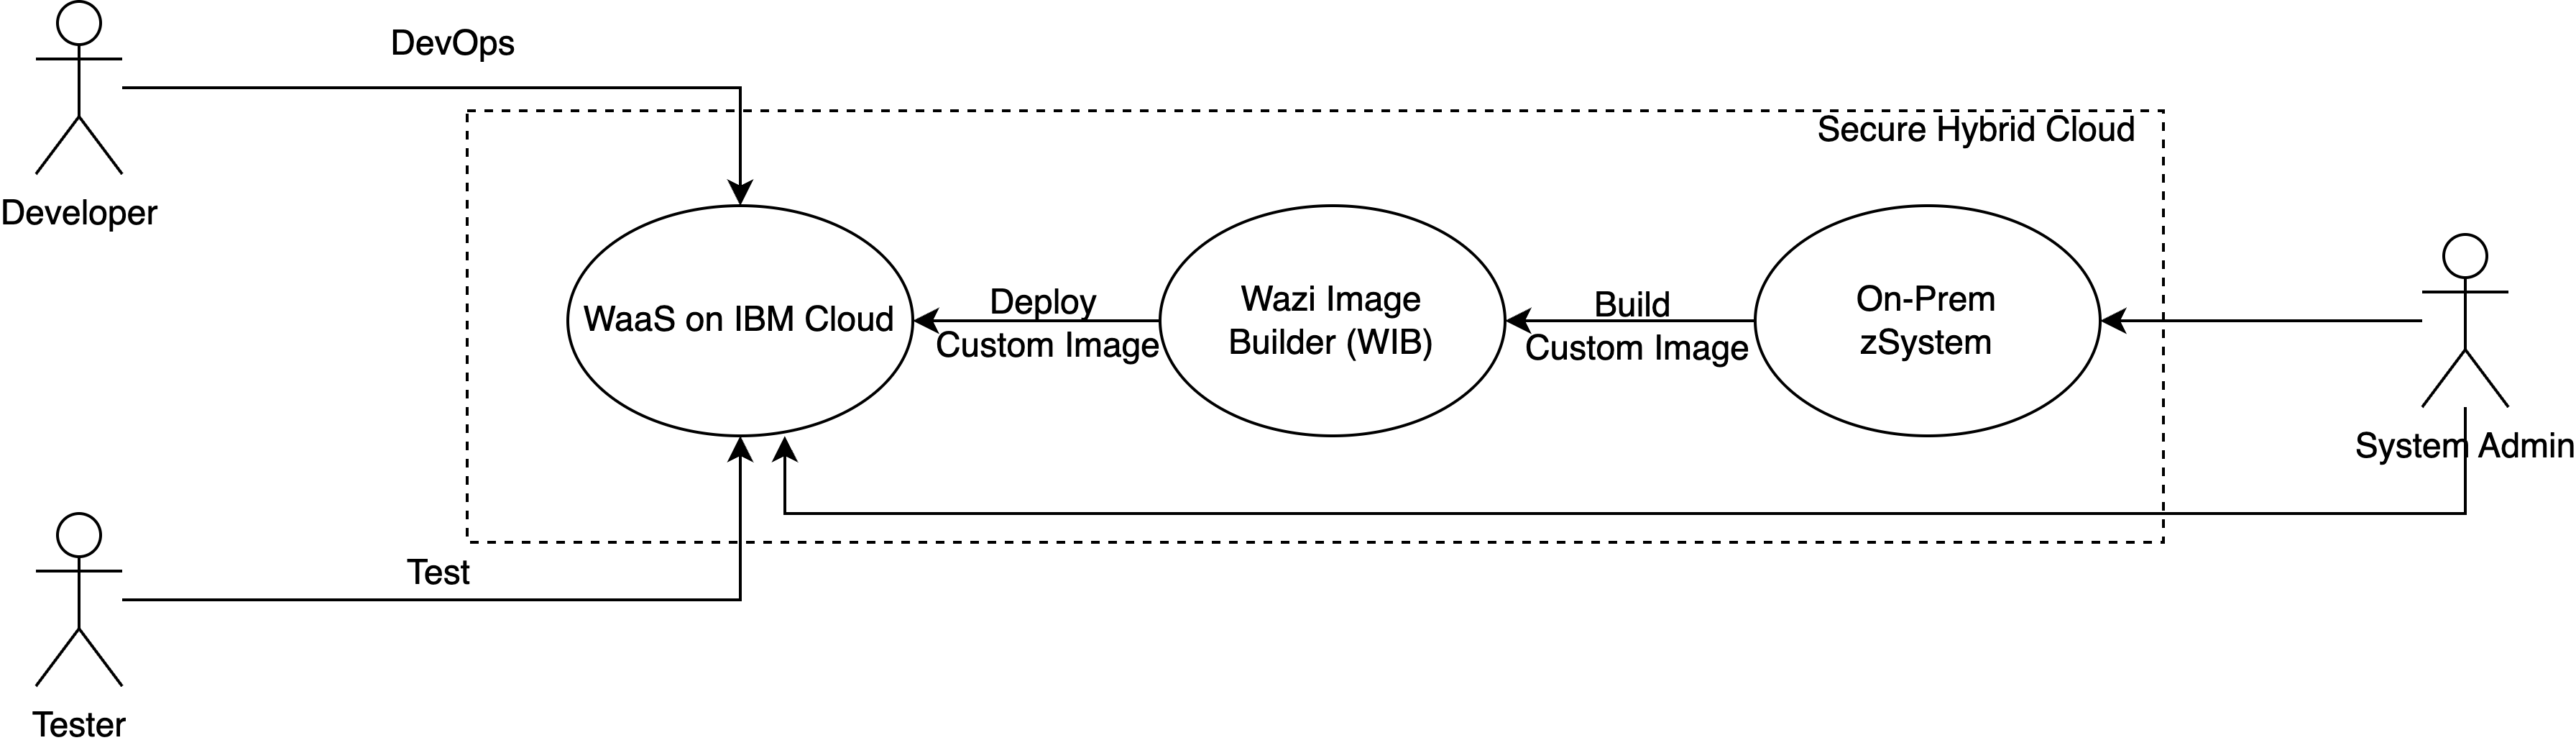 DevOps
Secure Hybrid Cloud
Developer
WaaS on IBM Cloud
Deploy
Custom Image
Wazi Image
Builder (WIB)
Build
Custom Image
On-Prem
zSystem
System Admin
Test
Tester